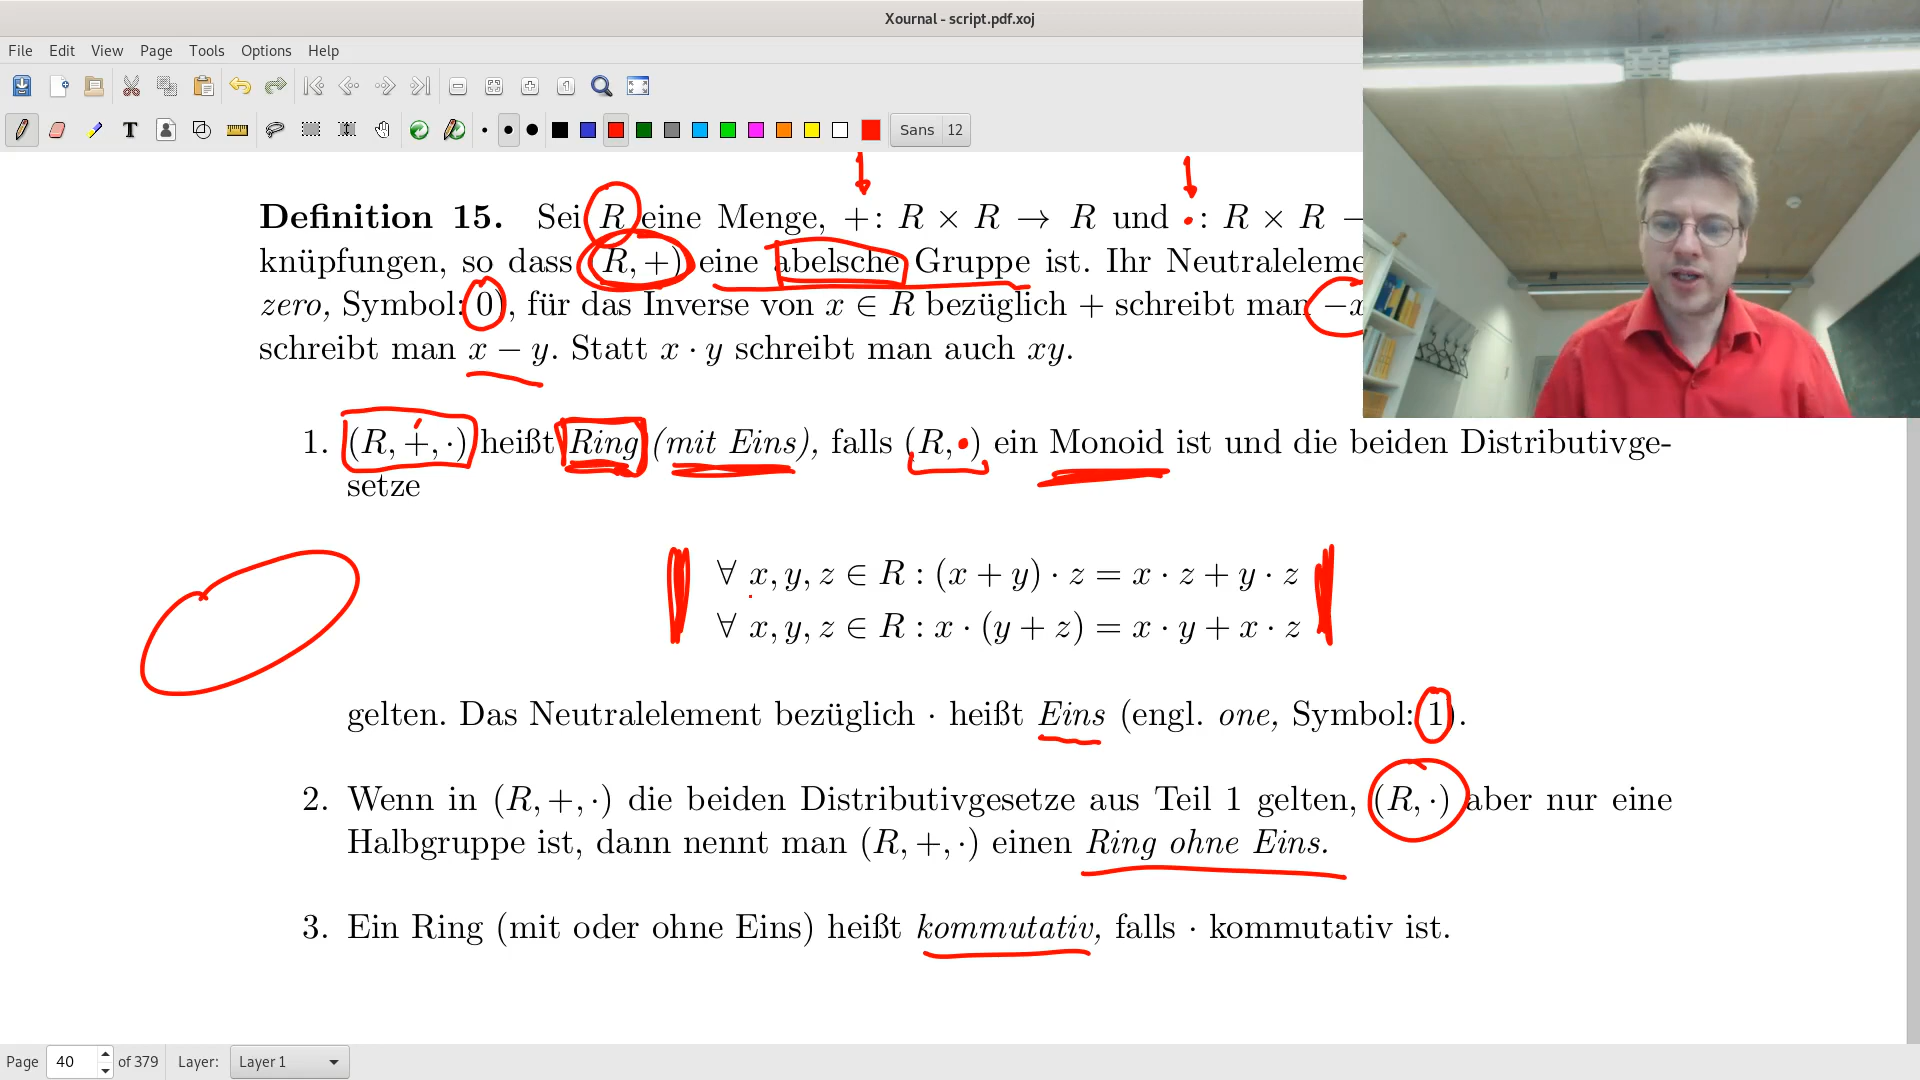 Xournal - script.pdf.xoj
File Edit View Page Tools Options Help
Sans 12
Definition 15. Sei R eine Menge, +: R × R → R und ·: R × R –
knüpfungen, so dass (R, +) eine abelsche Gruppe ist. Ihr Neutraleleme
zero, Symbol: 0), für das Inverse von x ∈ R bezüglich + schreibt man −x
schreibt man x − y. Statt x · y schreibt man auch xy.
1. (R, +, ·) heißt Ring (mit Eins), falls (R, ·) ein Monoid ist und die beiden Distributivge-
setze
∀ x, y, z ∈ R : (x + y) · z = x · z + y · z
∀ x, y, z ∈ R : x · (y + z) = x · y + x · z
gelten. Das Neutralelement bezüglich · heißt Eins (engl. one, Symbol: 1).
2. Wenn in (R, +, ·) die beiden Distributivgesetze aus Teil 1 gelten, (R, ·) aber nur eine
Halbgruppe ist, dann nennt man (R, +, ·) einen Ring ohne Eins.
3. Ein Ring (mit oder ohne Eins) heißt kommutativ, falls · kommutativ ist.
Page 40 of 379 Layer: Layer 1